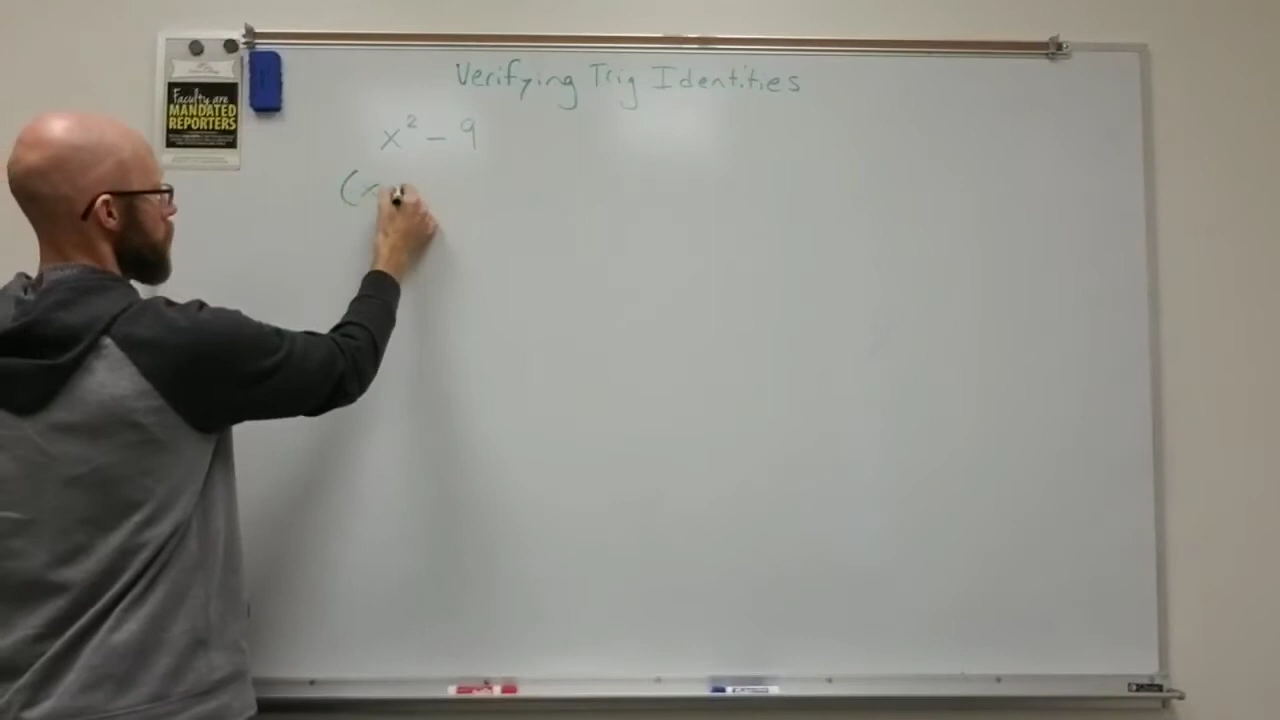 Verifying Trig Identities
x² - 9
(x
Faculty are
MANDATED
REPORTERS